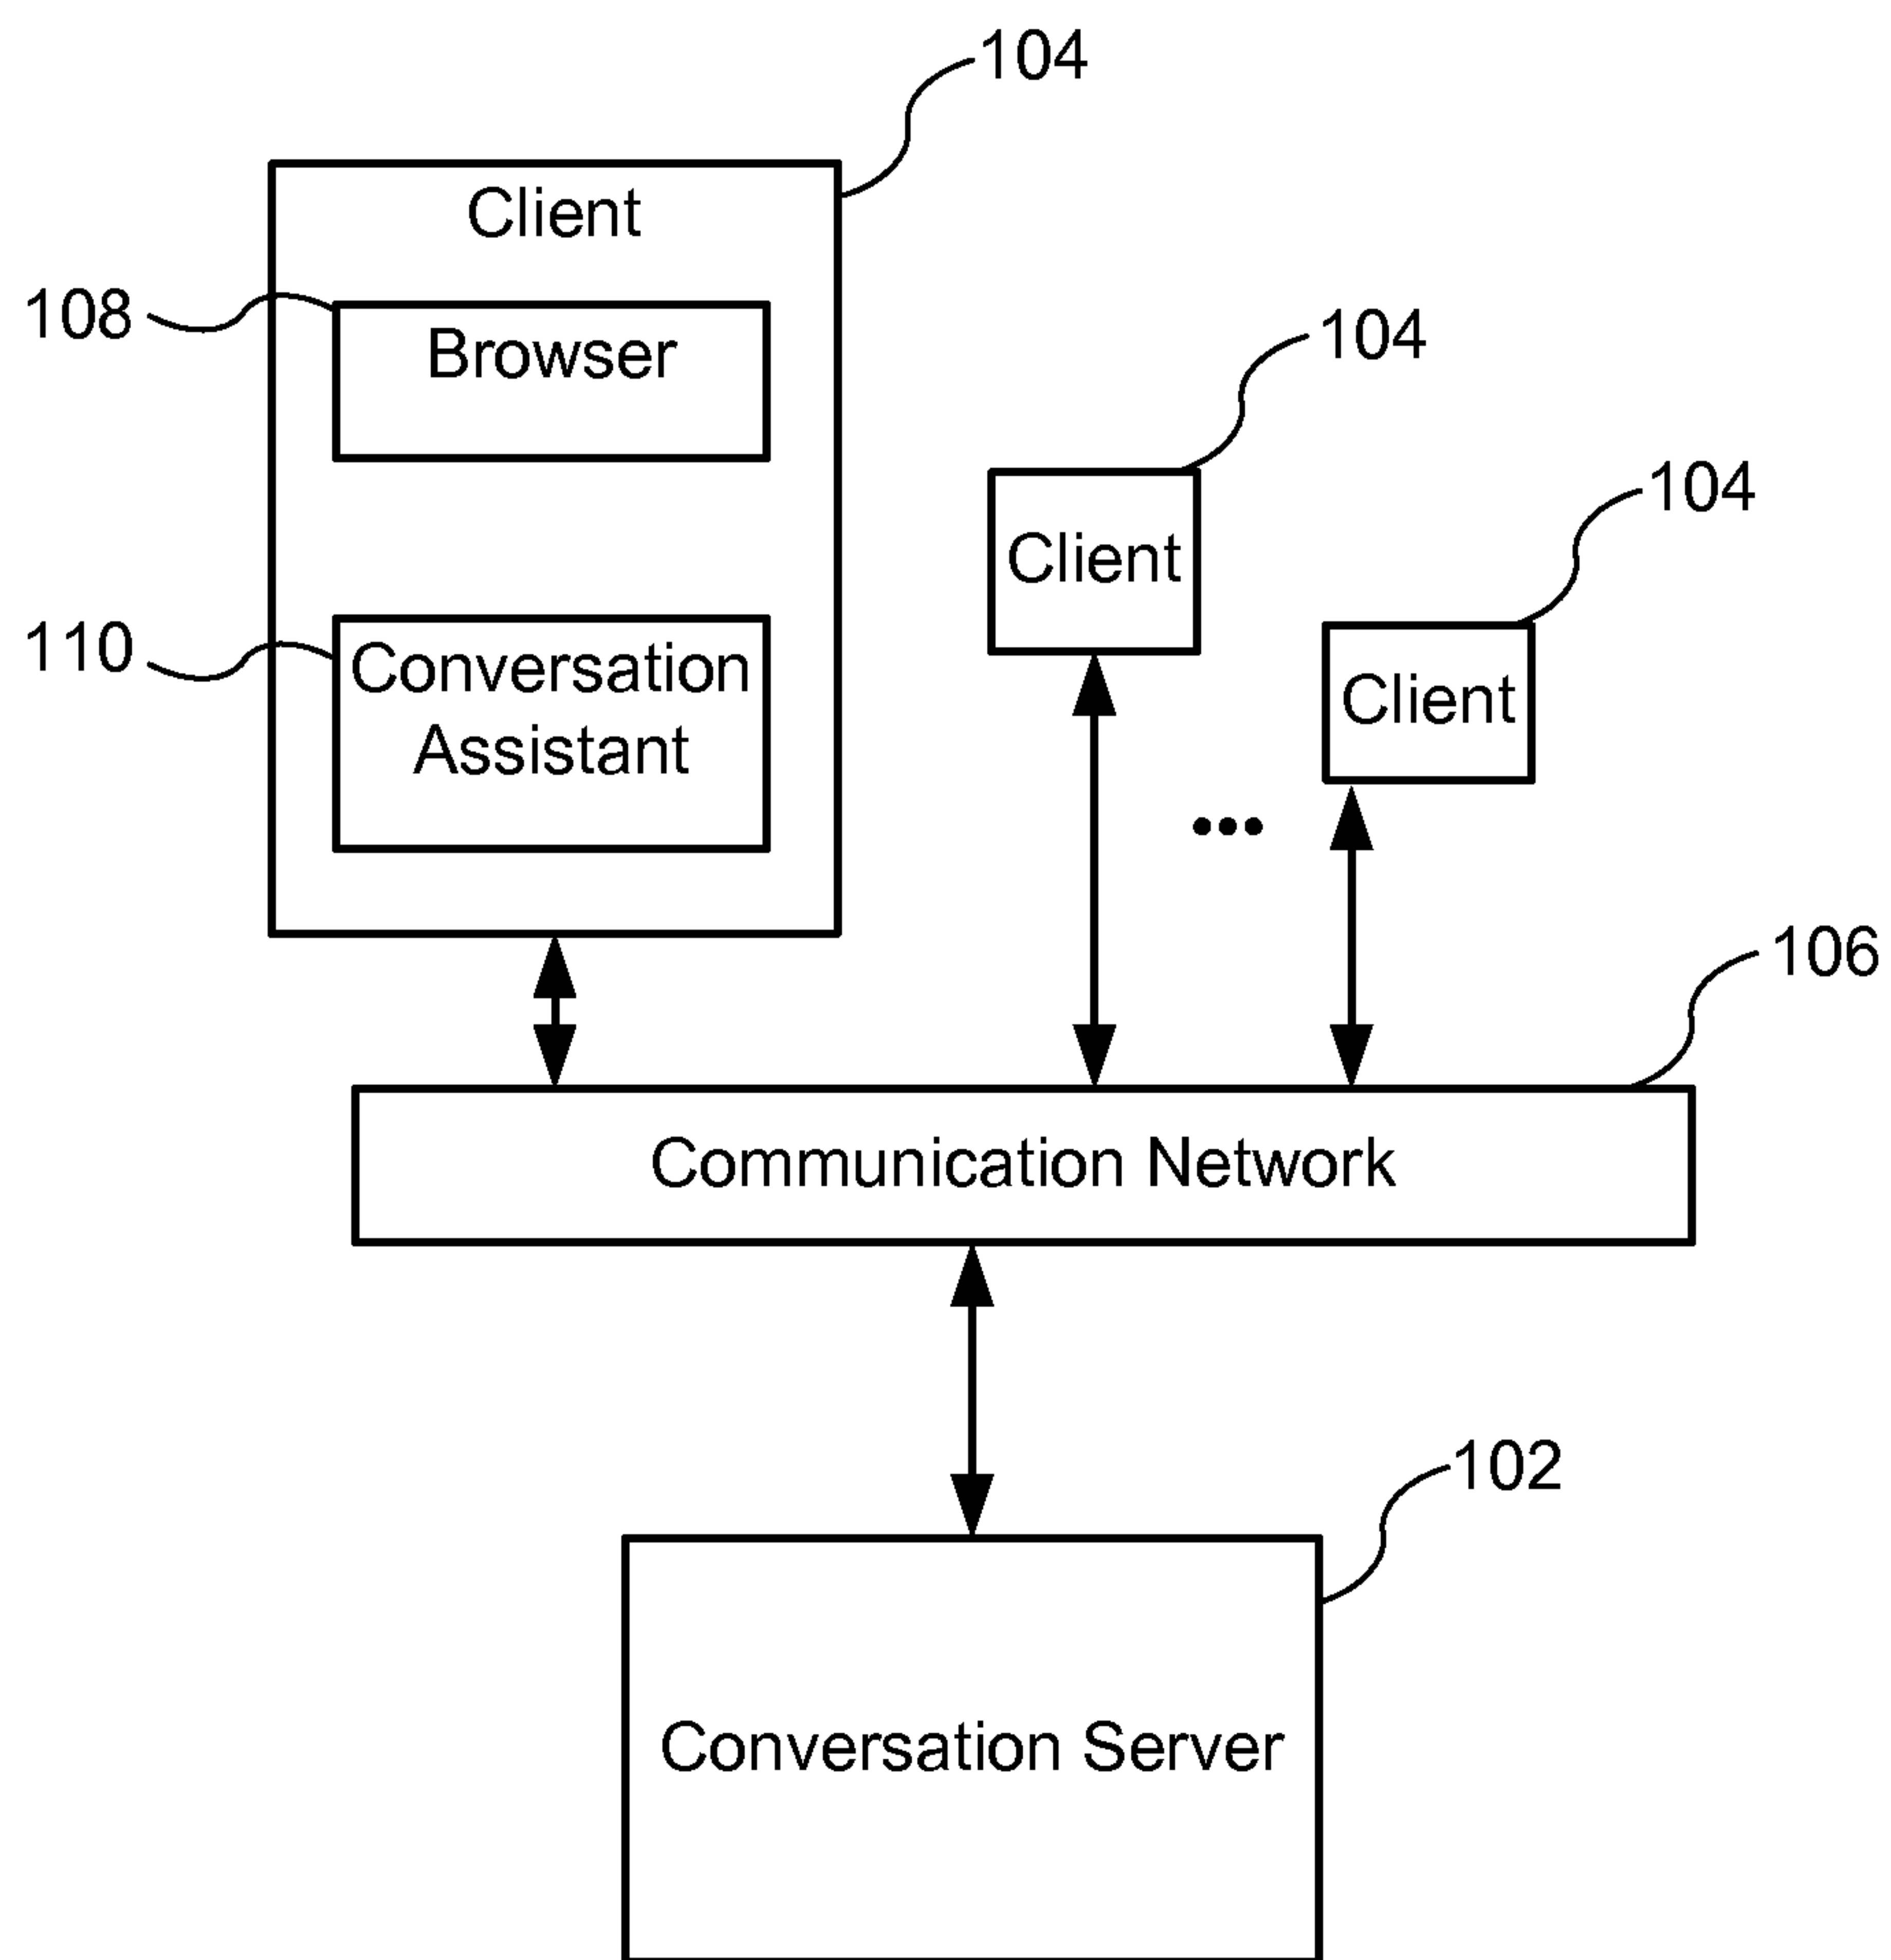 104
Client
108
Browser
104
104
Client
110
Conversation
Assistant
Client
...
106
Communication Network
102
Conversation Server